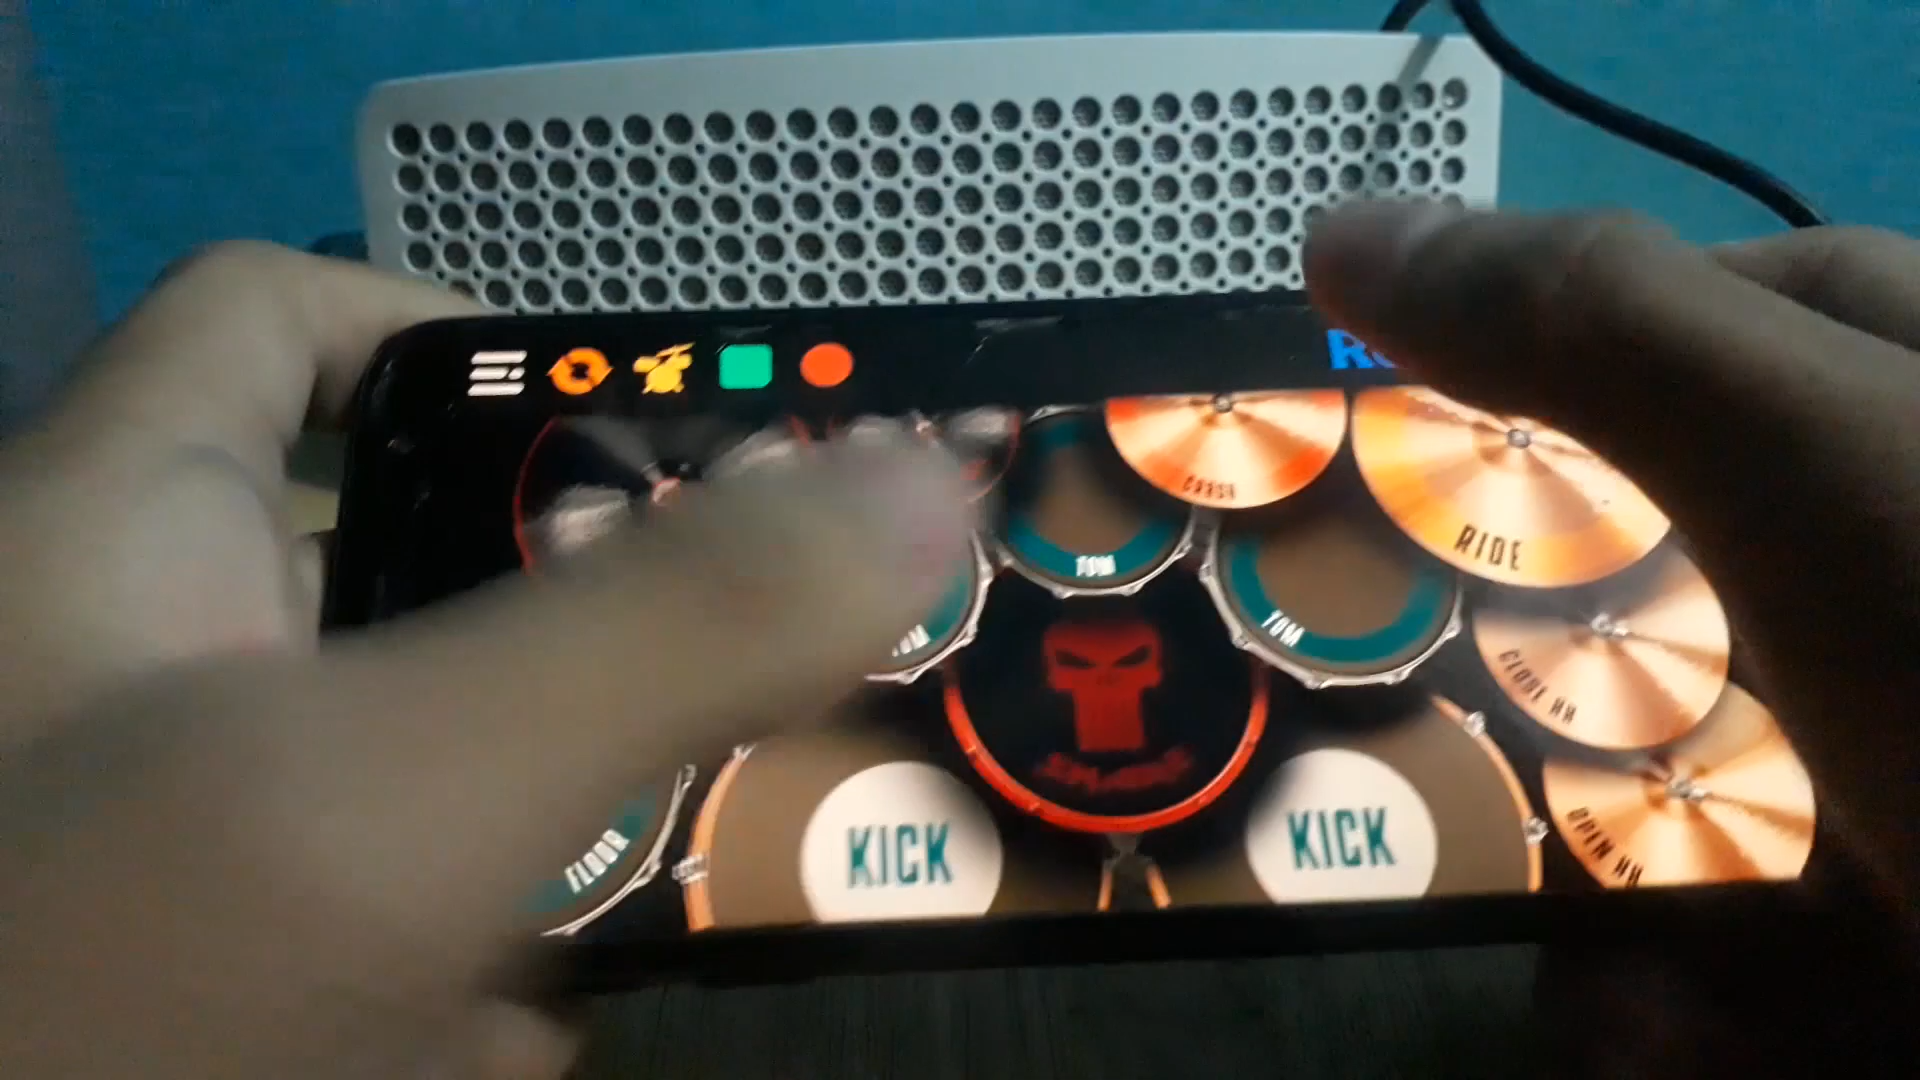 CRASH
RIDE
TOM
TOM
CLOSE HH
FLOOR
KICK
KICK
OPEN HH